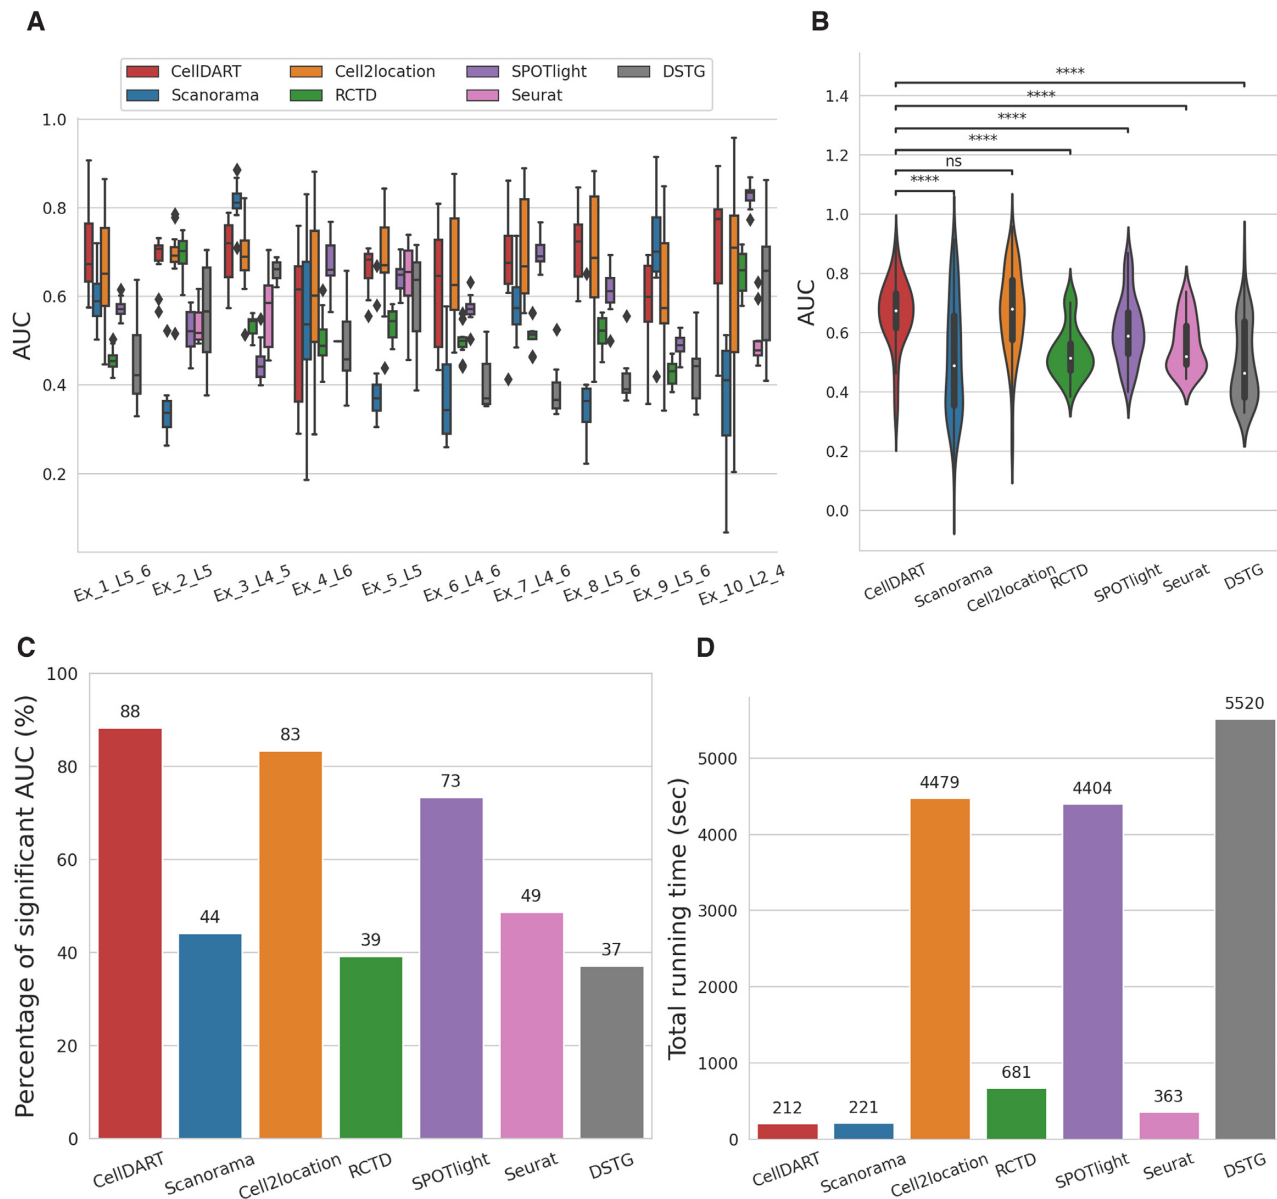 A
CellDART
Cell2location
SPOTlight
DSTG
Scanorama
RCTD
Seurat
AUC
1.0
0.8
0.6
0.4
0.2
Ex_1_L5_6
Ex_2_L5
Ex_3_L4_5
Ex_4_L6
Ex_5_L5
Ex_6_L4_6
Ex_7_L4_6
Ex_8_L5_6
Ex_9_L5_6
Ex_10_L2_4
B
AUC
1.4
1.2
1.0
0.8
0.6
0.4
0.2
0.0
****
****
****
****
ns
****
CellDART
Scanorama
Cell2location
RCTD
SPOTlight
Seurat
DSTG
C
Percentage of significant AUC (%)
100
80
60
40
20
0
88
44
83
39
73
49
37
CellDART
Scanorama
Cell2location
RCTD
SPOTlight
Seurat
DSTG
D
Total running time (sec)
5000
4000
3000
2000
1000
0
212
221
4479
681
4404
363
5520
CellDART
Scanorama
Cell2location
RCTD
SPOTlight
Seurat
DSTG